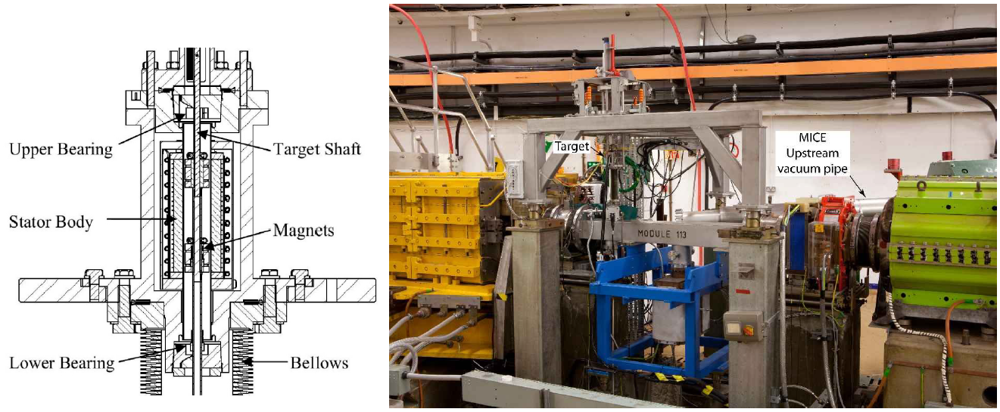 Upper Bearing
Target Shaft
Stator Body
Magnets
Lower Bearing
Bellows
Target
MICE
Upstream
vacuum pipe
MODULE 113